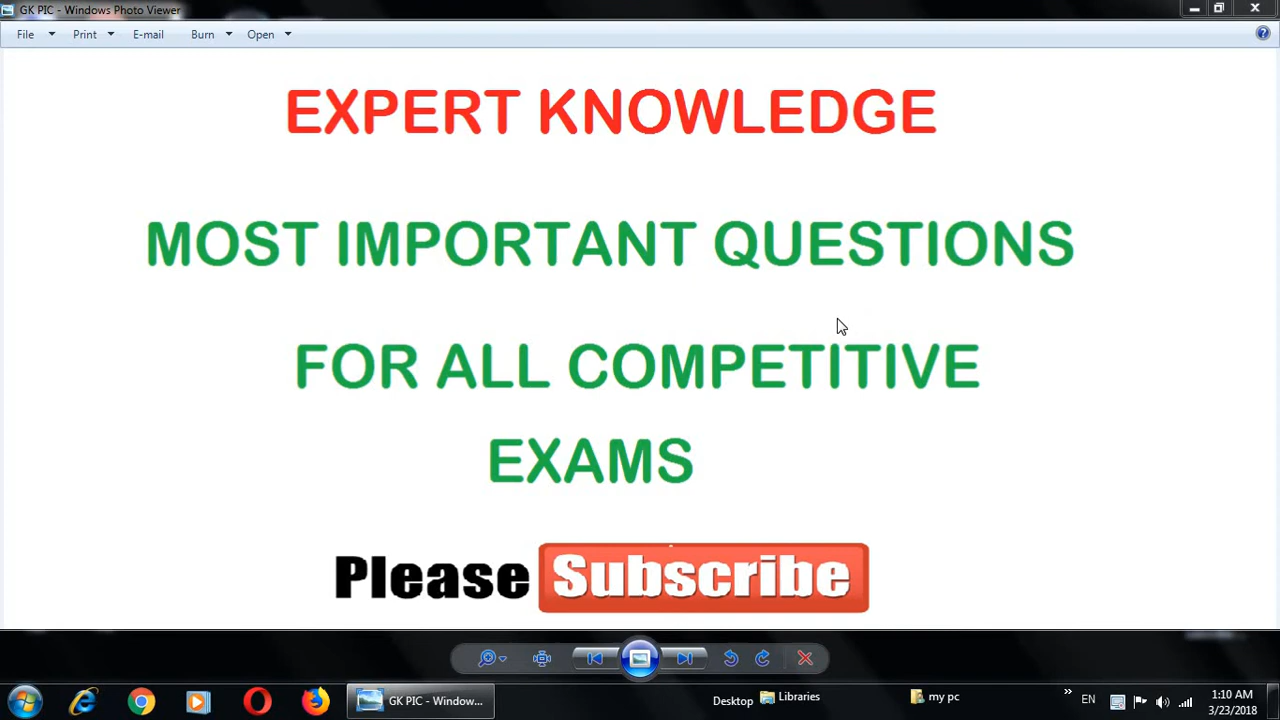 GK PIC - Windows Photo Viewer
File Print E-mail Burn Open
EXPERT KNOWLEDGE
MOST IMPORTANT QUESTIONS
FOR ALL COMPETITIVE
EXAMS
Please Subscribe
GK PIC - Window... Desktop Libraries my pc » EN 1:10 AM
3/23/2018